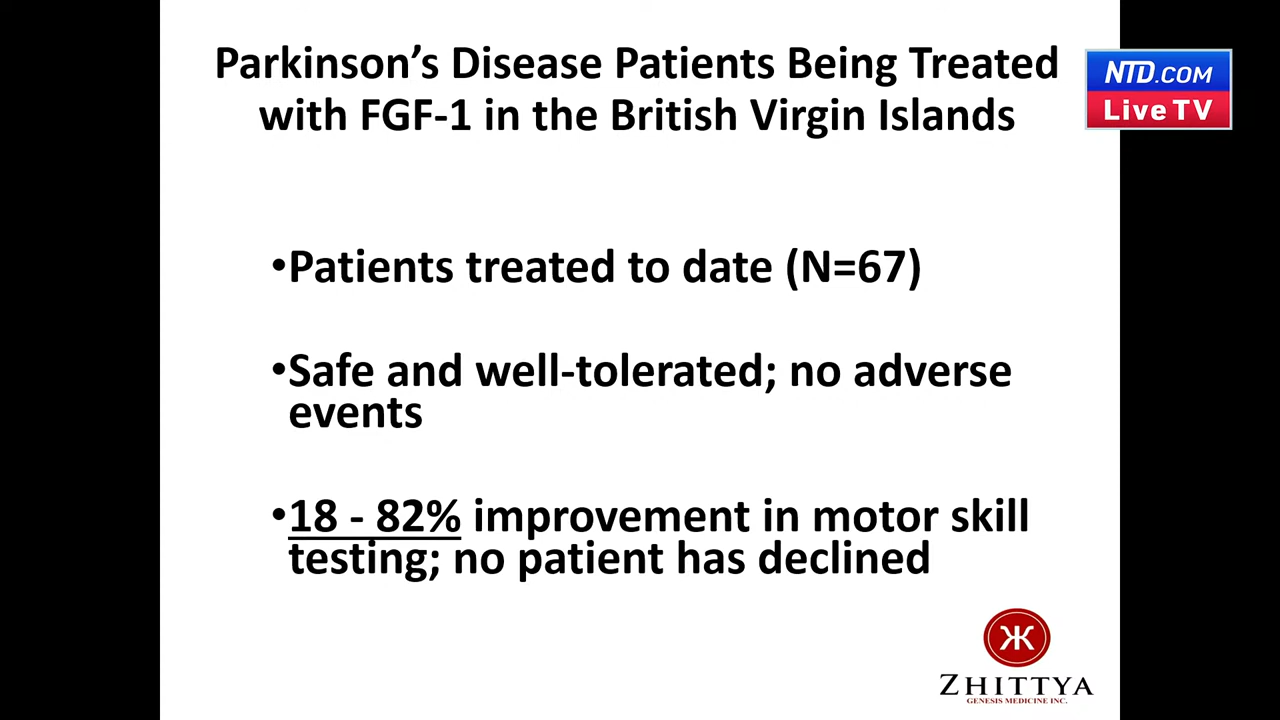 Parkinson’s Disease Patients Being Treated
with FGF-1 in the British Virgin Islands
NTD.COM
Live TV
•Patients treated to date (N=67)
•Safe and well-tolerated; no adverse
events
•18 - 82% improvement in motor skill
testing; no patient has declined
Ж
ZHITTYA
GENESIS MEDICINE INC.